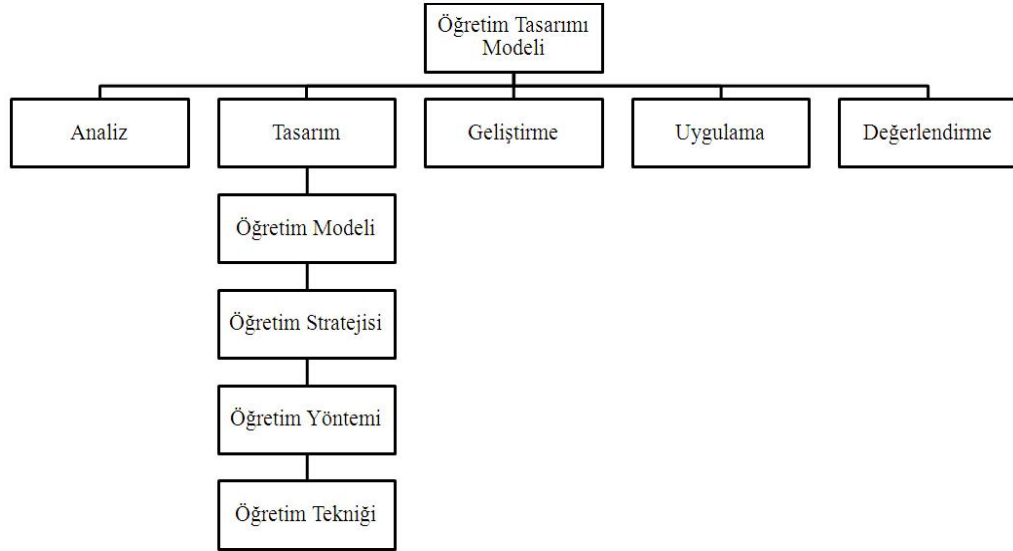 Öğretim Tasarımı
Modeli
Analiz
Tasarım
Geliştirme
Uygulama
Değerlendirme
Öğretim Modeli
Öğretim Stratejisi
Öğretim Yöntemi
Öğretim Tekniği